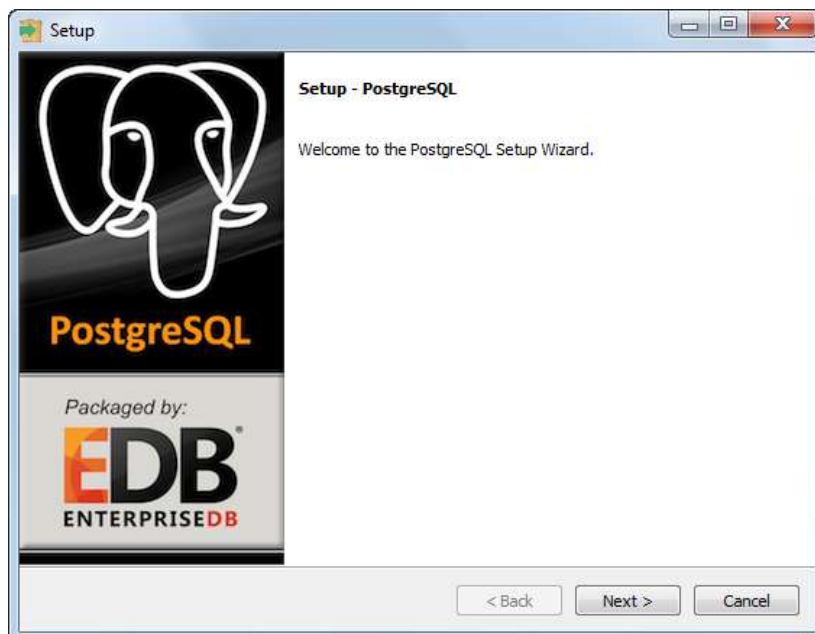 Setup
Setup - PostgreSQL
Welcome to the PostgreSQL Setup Wizard.
PostgreSQL
Packaged by:
EDB®
ENTERPRISEDB
< Back
Next >
Cancel